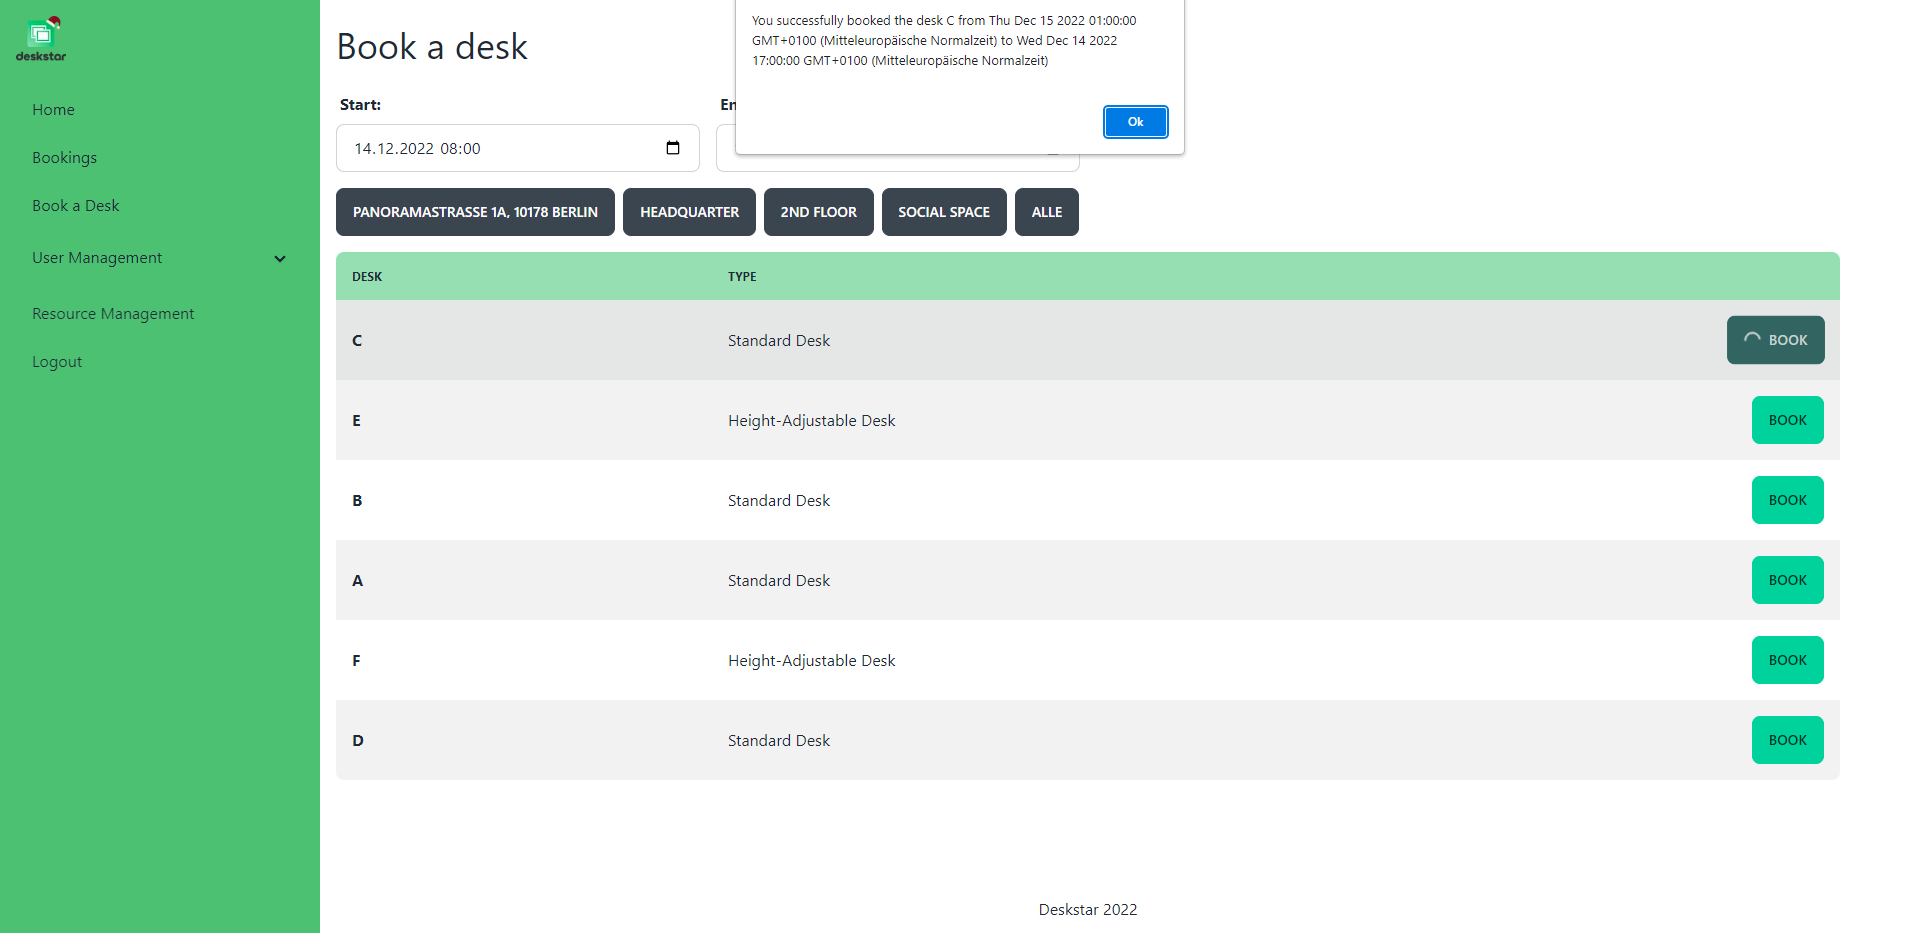 deskstar
Home
Bookings
Book a Desk
User Management
Resource Management
Logout
Book a desk
You successfully booked the desk C from Thu Dec 15 2022 01:00:00
GMT+0100 (Mitteleuropäische Normalzeit) to Wed Dec 14 2022
17:00:00 GMT+0100 (Mitteleuropäische Normalzeit)
Ok
Start:
14.12.2022 08:00
PANORAMASTRASSE 1A, 10178 BERLIN HEADQUARTER 2ND FLOOR SOCIAL SPACE ALLE
DESK TYPE
C Standard Desk BOOK
E Height-Adjustable Desk BOOK
B Standard Desk BOOK
A Standard Desk BOOK
F Height-Adjustable Desk BOOK
D Standard Desk BOOK
Deskstar 2022